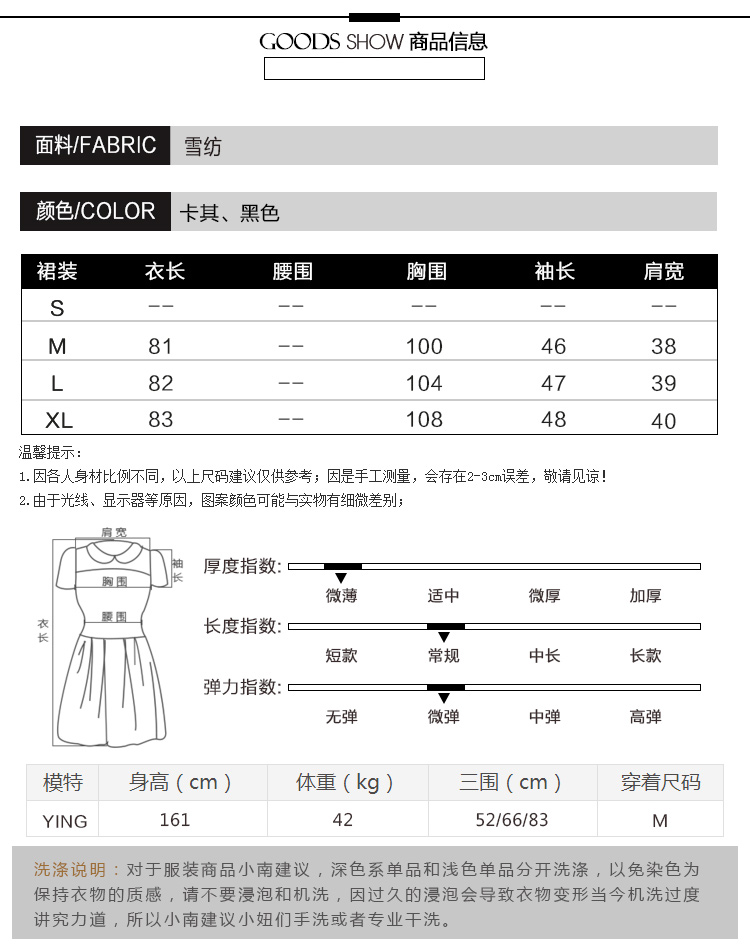 GOODS SHOW 商品信息
面料/FABRIC 雪纺
颜色/COLOR 卡其、黑色
裙装 衣长 腰围 胸围 袖长 肩宽
S -- -- -- -- --
M 81 -- 100 46 38
L 82 -- 104 47 39
XL 83 -- 108 48 40
温馨提示:
1.因各人身材比例不同,以上尺码建议仅供参考;因是手工测量,会存在2-3cm误差,敬请见谅!
2.由于光线、显示器等原因,图案颜色可能与实物有细微差别;
肩宽
袖长
胸围
腰围
衣长
厚度指数:
微薄 适中 微厚 加厚
长度指数:
短款 常规 中长 长款
弹力指数:
无弹 微弹 中弹 高弹
模特 身高(cm) 体重(kg) 三围(cm) 穿着尺码
YING 161 42 52/66/83 M
洗涤说明:对于服装商品小南建议,深色系单品和浅色单品分开洗涤,以免染色为
保持衣物的质感,请不要浸泡和机洗,因过久的浸泡会导致衣物变形当今机洗过度
讲究力道,所以小南建议小妞们手洗或者专业干洗。